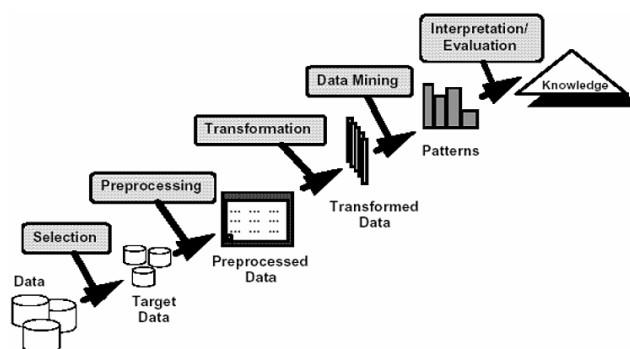 Interpretation/
Evaluation
Knowledge
Data Mining
Patterns
Transformation
Transformed
Data
Preprocessing
Preprocessed
Data
Selection
Target
Data
Data